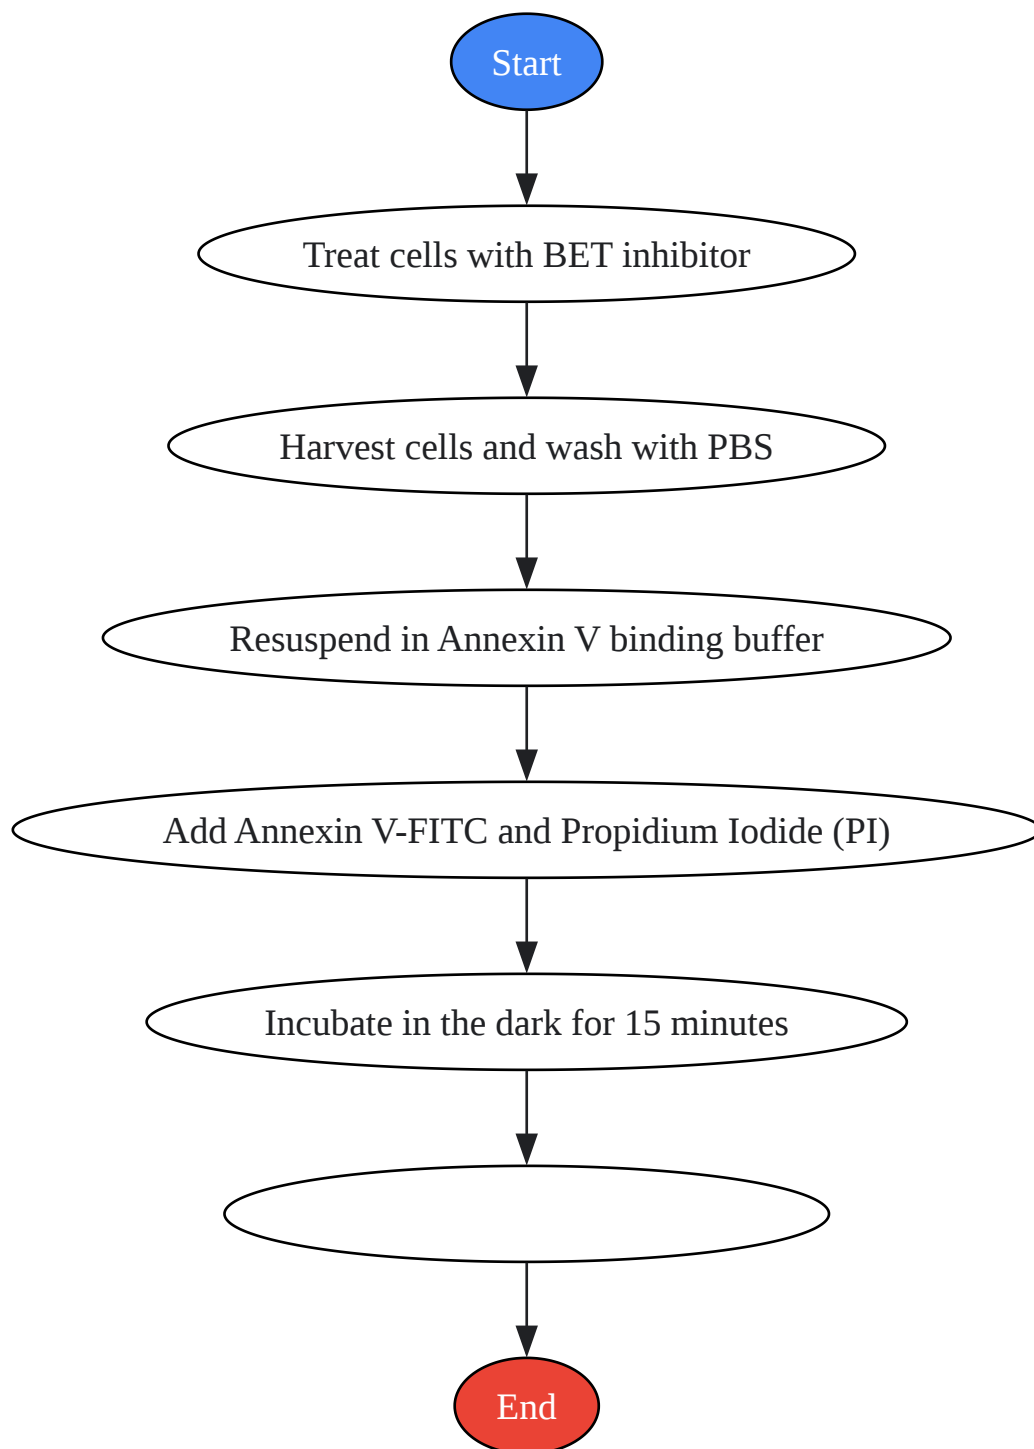 Start
Treat cells with BET inhibitor
Harvest cells and wash with PBS
Resuspend in Annexin V binding buffer
Add Annexin V-FITC and Propidium Iodide (PI)
Incubate in the dark for 15 minutes
End